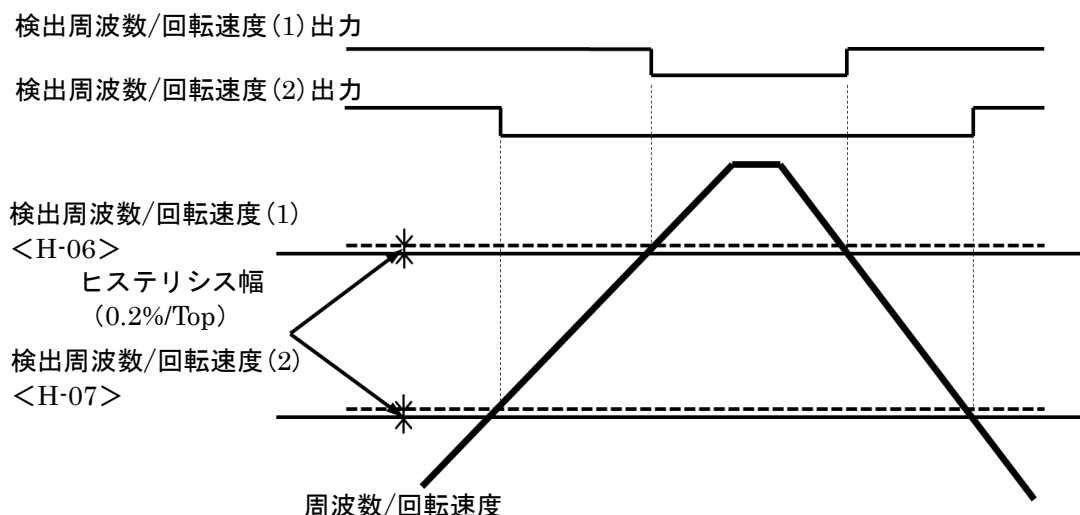 検出周波数/回転速度(1)出力
検出周波数/回転速度(2)出力
検出周波数/回転速度(1)
<H-06>
ヒステリシス幅
(0.2%/Top)
検出周波数/回転速度(2)
<H-07>
周波数/回転速度